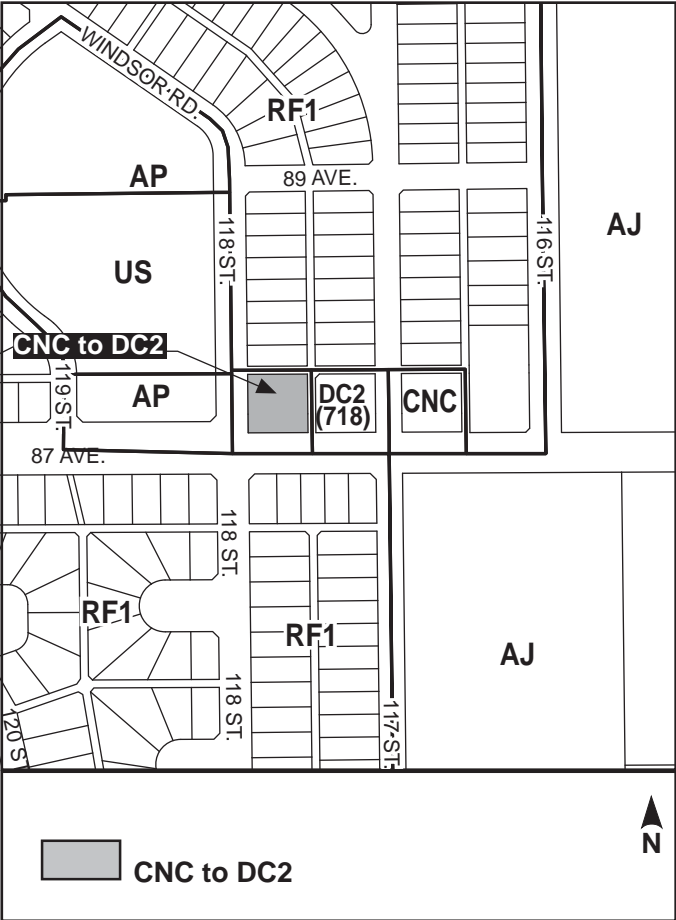 WINDSOR RD.
RF1
AP
89 AVE.
118 ST.
116 ST.
AJ
US
CNC to DC2
119 ST.
AP
DC2
(718)
CNC
87 AVE.
118 ST.
RF1
RF1
AJ
118 ST.
117 ST.
120 S
N
CNC to DC2